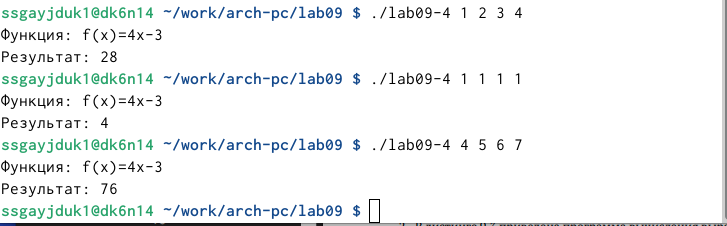 ssgayjduk1@dk6n14 ~/work/arch-pc/lab09 $ ./lab09-4 1 2 3 4
Функция: f(x)=4x-3
Результат: 28
ssgayjduk1@dk6n14 ~/work/arch-pc/lab09 $ ./lab09-4 1 1 1 1
Функция: f(x)=4x-3
Результат: 4
ssgayjduk1@dk6n14 ~/work/arch-pc/lab09 $ ./lab09-4 4 5 6 7
Функция: f(x)=4x-3
Результат: 76
ssgayjduk1@dk6n14 ~/work/arch-pc/lab09 $